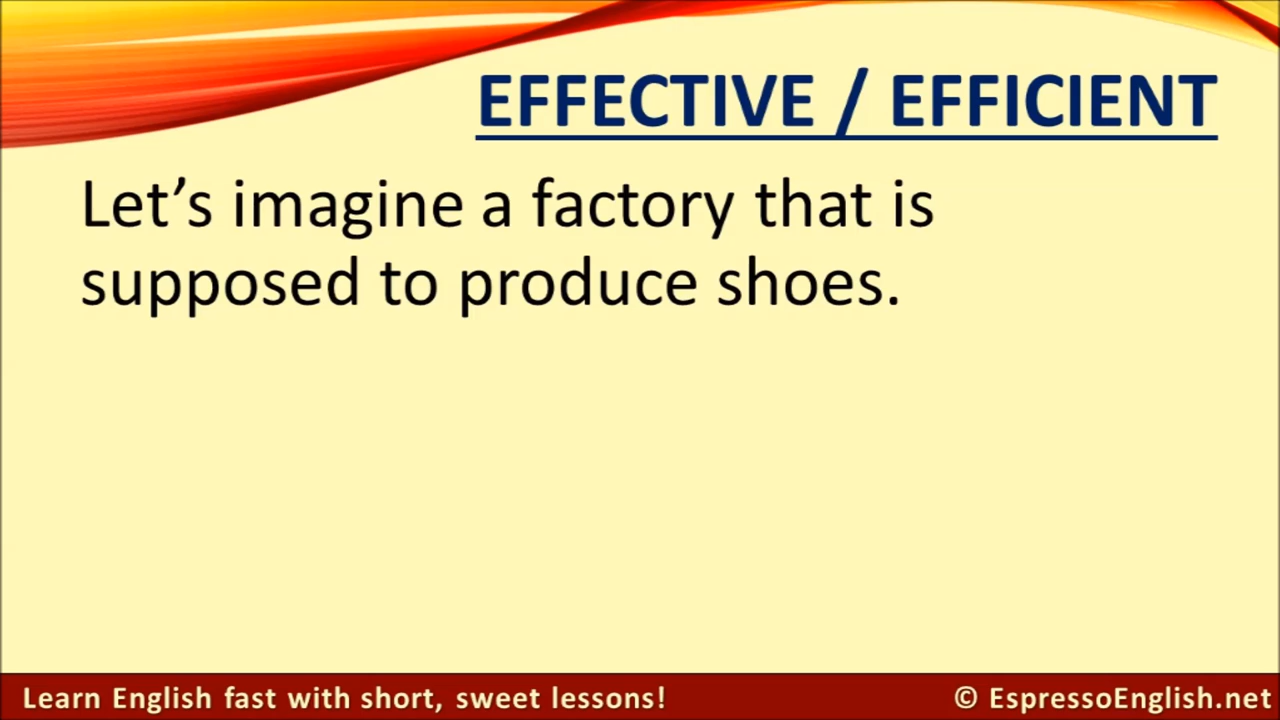 EFFECTIVE / EFFICIENT
Let’s imagine a factory that is
supposed to produce shoes.
Learn English fast with short, sweet lessons!
© EspressoEnglish.net